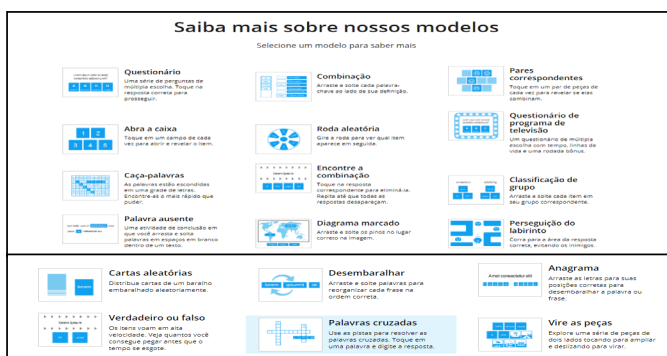 Saiba mais sobre nossos modelos
Selecione um modelo para saber mais
Questionário
Uma série de perguntas de
múltipla escolha. Toque na
resposta correta para
prosseguir.
Combinação
Arraste e solte cada palavra-
chave ao lado de sua definição.
Pares
correspondentes
Toque em um par de peças de
cada vez para revelar se elas
combinam.
Abra a caixa
Toque em um campo de cada
vez para abrir e revelar o item.
1 2
3 4 5
Roda aleatória
Gire a roda para ver qual item
aparece em seguida.
Questionário de
programa de
televisão
Um questionário de múltipla
escolha com tempo, linhas de
vida e uma rodada bônus.
Caça-palavras
As palavras estão escondidas
em uma grade de letras.
Encontre-as o mais rápido que
puder.
Encontre a
combinação
Toque na resposta
correspondente para eliminá-la.
Repita até que todas as
respostas desapareçam.
Classificação de
grupo
Arraste e solte cada item em
seu grupo correspondente.
Palavra ausente
Uma atividade de conclusão em
que você arrasta e solta
palavras em espaços em branco
dentro de um texto.
Diagrama marcado
Arraste e solte os pinos no lugar
correto na imagem.
Perseguição do
labirinto
Corra para a área da resposta
correta, evitando os inimigos.
Cartas aleatórias
Distribua cartas de um baralho
embaralhado aleatoriamente.
Desembaralhar
Arraste e solte palavras para
reorganizar cada frase na
ordem correta.
Anagrama
Arraste as letras para suas
posições corretas para
desembaralhar a palavra ou
frase.
Amet consectetur elit
Verdadeiro ou falso
Os itens voam em alta
velocidade. Veja quantos você
consegue pegar antes que o
tempo se esgote.
Palavras cruzadas
Use as pistas para resolver as
palavras cruzadas. Toque em
uma palavra e digite a resposta.
Vire as peças
Explore uma série de peças de
dois lados tocando para ampliar
e deslizando para virar.